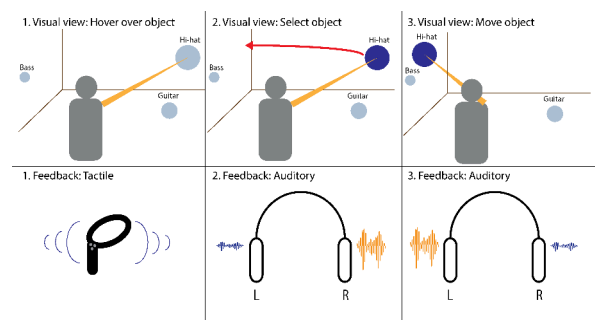 1. Visual view: Hover over object
Hi-hat
Bass
Guitar
2. Visual view: Select object
Hi-hat
Bass
Guitar
3. Visual view: Move object
Hi-hat
Bass
Guitar
1. Feedback: Tactile
2. Feedback: Auditory
L R
3. Feedback: Auditory
L R